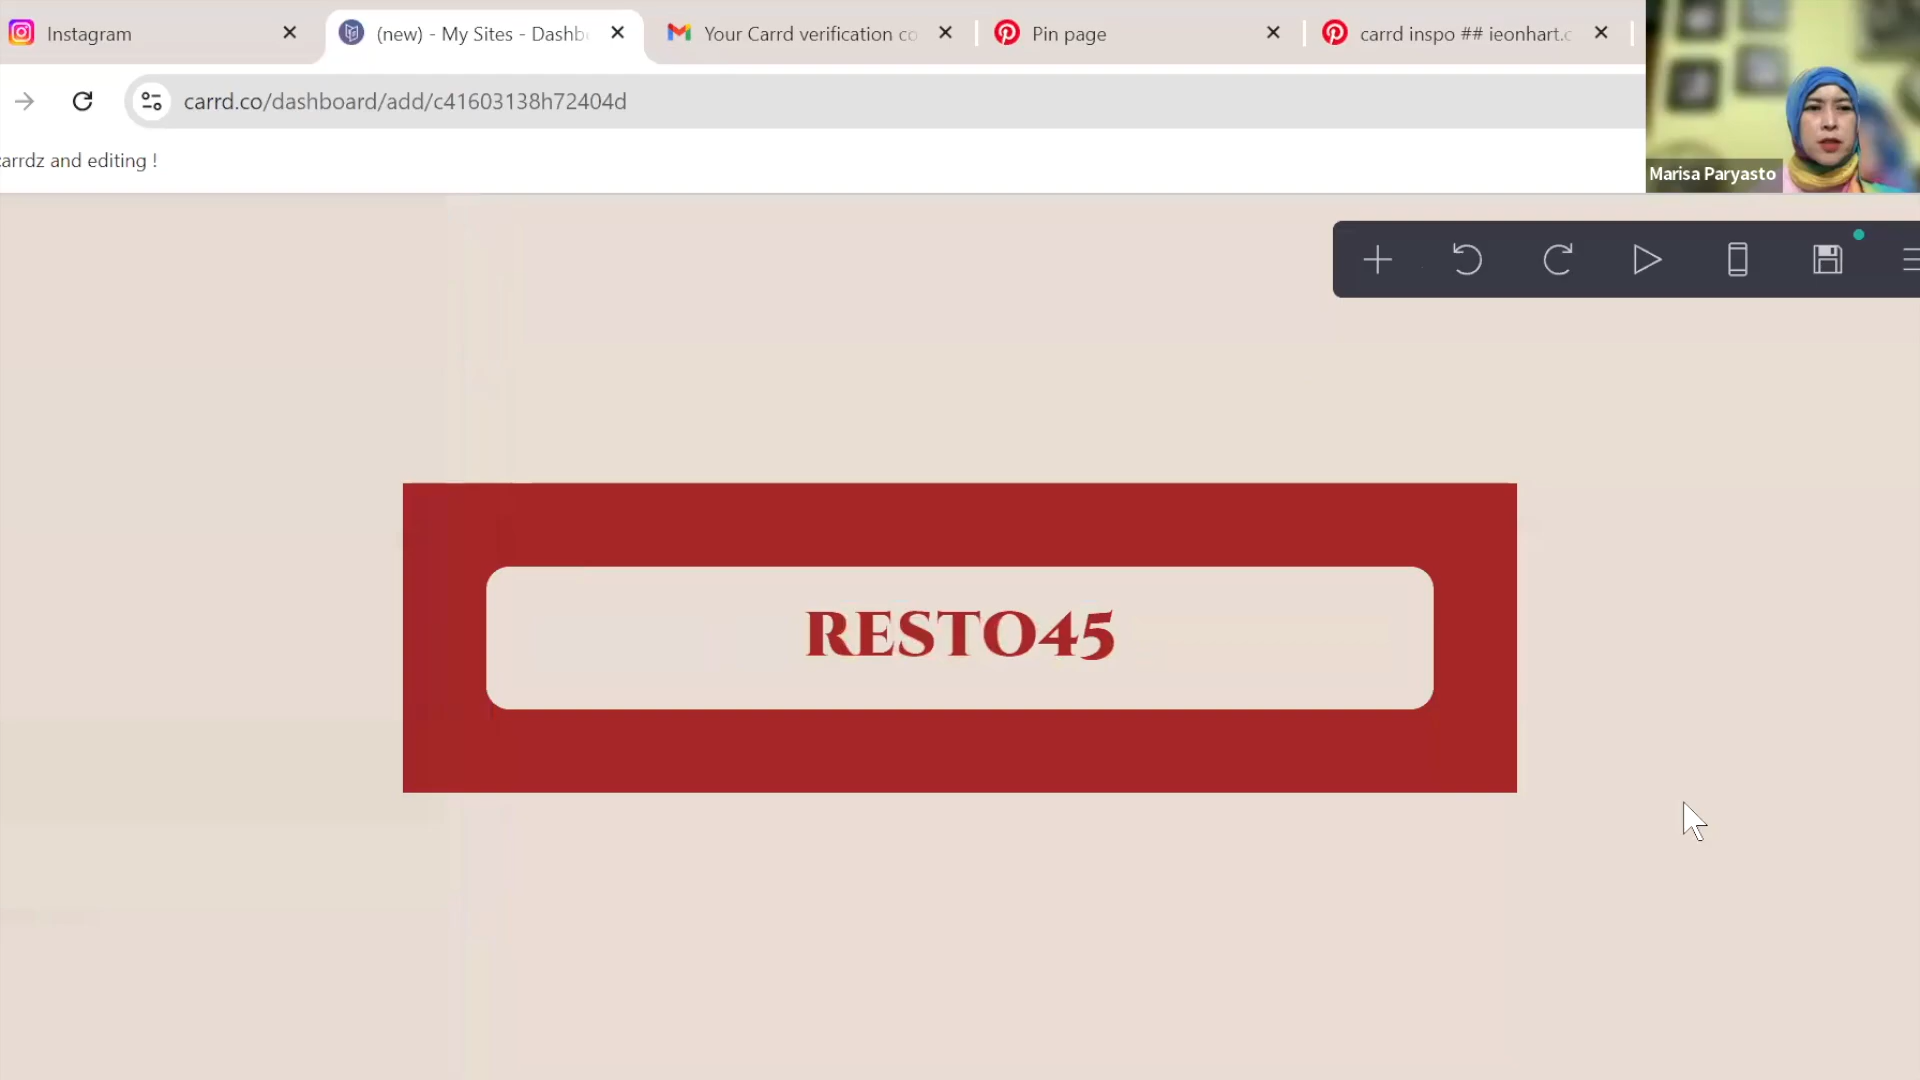 Instagram
(new) - My Sites - Dashb
Your Carrd verification co
Pin page
carrd inspo ## ieonhart.c
carrd.co/dashboard/add/c41603138h72404d
carrdz and editing !
Marisa Paryasto
RESTO45